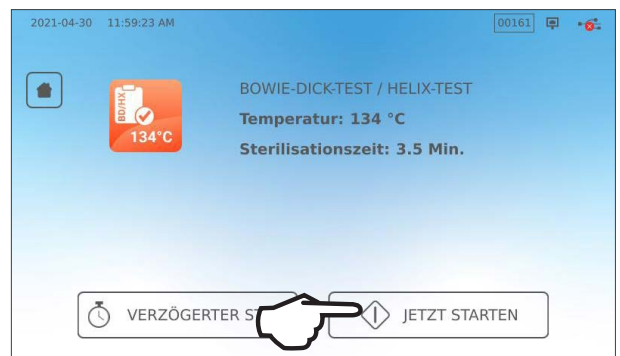 2021-04-30 11:59:23 AM 00161
BOWIE-DICK-TEST / HELIX-TEST
BD/HX
Temperatur: 134 °C
134°C
Sterilisationszeit: 3.5 Min.
VERZÖGERTER JETZT STARTEN